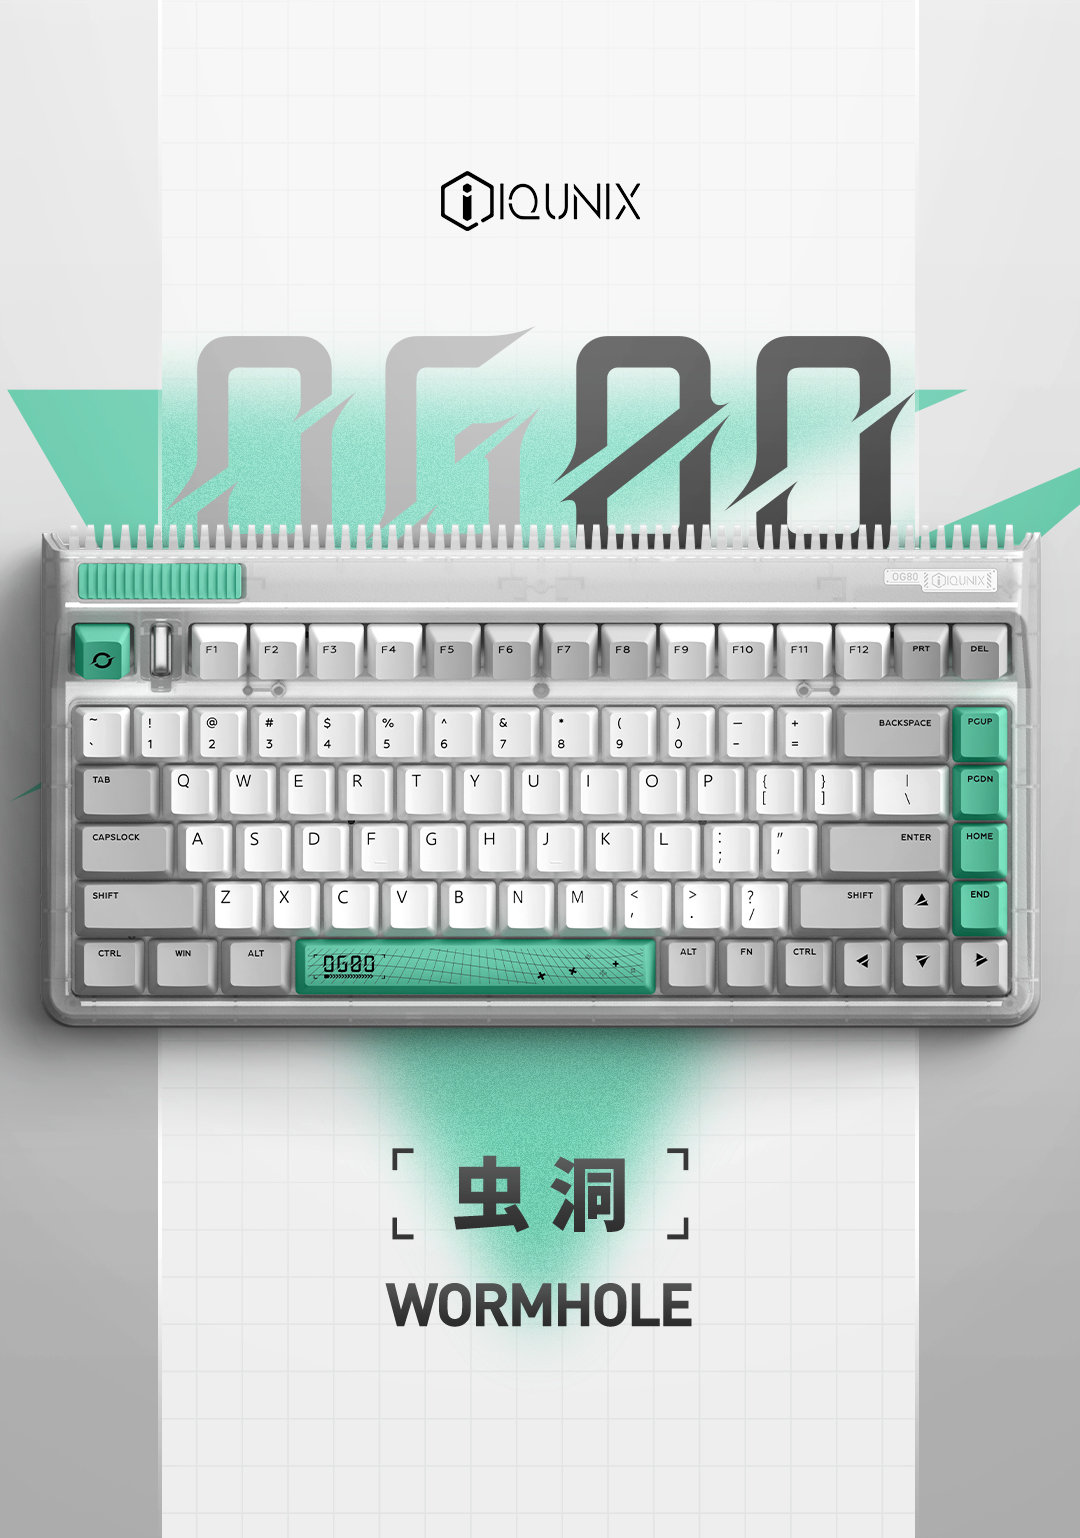 IQUNIX
OG80
OG80 IQUNIX
F1 F2 F3 F4 F5 F6 F7 F8 F9 F10 F11 F12 PRT DEL
~ ! @ # $ % ^ & * ( ) — + BACKSPACE PGUP
` 1 2 3 4 5 6 7 8 9 0 - =
TAB Q W E R T Y U I O P { } | PGDN
[ ] \
CAPSLOCK A S D F G H J K L : " ENTER HOME
; '
SHIFT Z X C V B N M < > ? SHIFT END
, . /
CTRL WIN ALT OG80 ALT FN CTRL
虫洞
WORMHOLE